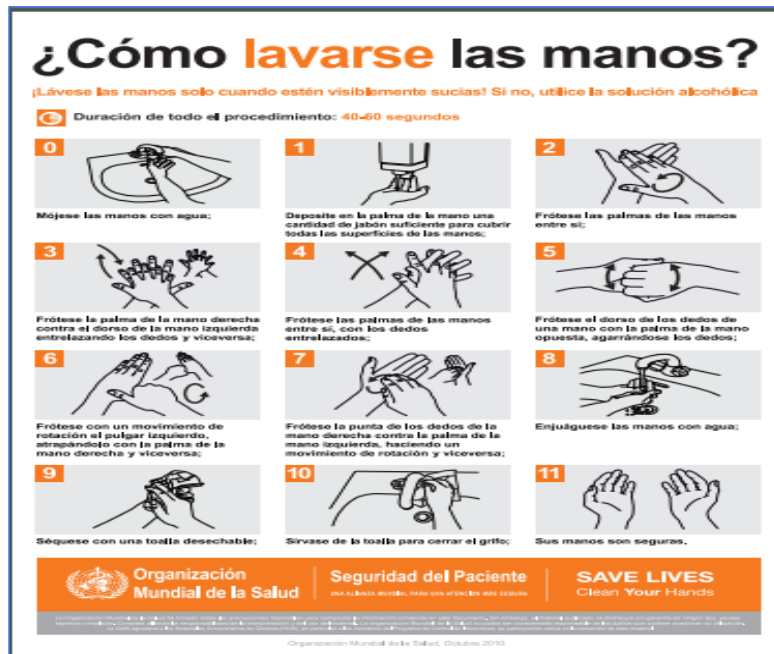 ¿Cómo lavarse las manos?
¡Lávese las manos solo cuando estén visiblemente sucias! Si no, utilice la solución alcohólica
Duración de todo el procedimiento: 40-60 segundos
0
Mójese las manos con agua;
1
Deposite en la palma de la mano una
cantidad de jabón suficiente para cubrir
todas las superficies de las manos;
2
Frótese las palmas de las manos
entre sí;
3
Frótese la palma de la mano derecha
contra el dorso de la mano izquierda
entrelazando los dedos y viceversa;
4
Frótese las palmas de las manos
entre sí, con los dedos
entrelazados;
5
Frótese el dorso de los dedos de
una mano con la palma de la mano
opuesta, agarrándose los dedos;
6
Frótese con un movimiento de
rotación el pulgar izquierdo,
atrapándolo con la palma de la
mano derecha y viceversa;
7
Frótese la punta de los dedos de la
mano derecha contra la palma de la
mano izquierda, haciendo un
movimiento de rotación y viceversa;
8
Enjuáguese las manos con agua;
9
Séquese con una toalla desechable;
10
Sírvase de la toalla para cerrar el grifo;
11
Sus manos son seguras.
Organización
Mundial de la Salud
Seguridad del Paciente
UNA ALIANZA MUNDIAL PARA UNA ATENCIÓN MÁS SEGURA
SAVE LIVES
Clean Your Hands
Organización Mundial de la Salud, Octubre 2010